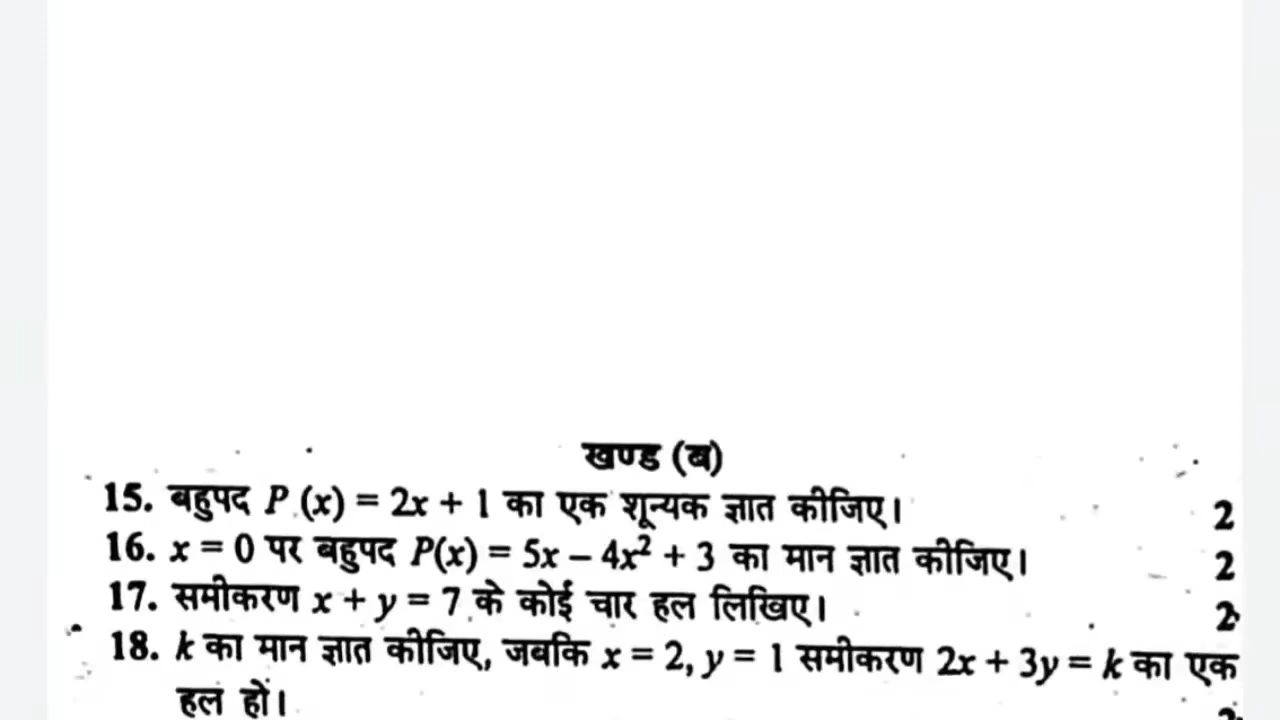 खण्ड (ब)
15. बहुपद P (x) = 2x + 1 का एक शून्यक ज्ञात कीजिए। 2
16. x = 0 पर बहुपद P(x) = 5x – 4x² + 3 का मान ज्ञात कीजिए। 2
17. समीकरण x + y = 7 के कोई चार हल लिखिए। 2
18. k का मान ज्ञात कीजिए, जबकि x = 2, y = 1 समीकरण 2x + 3y = k का एक
हल हों।